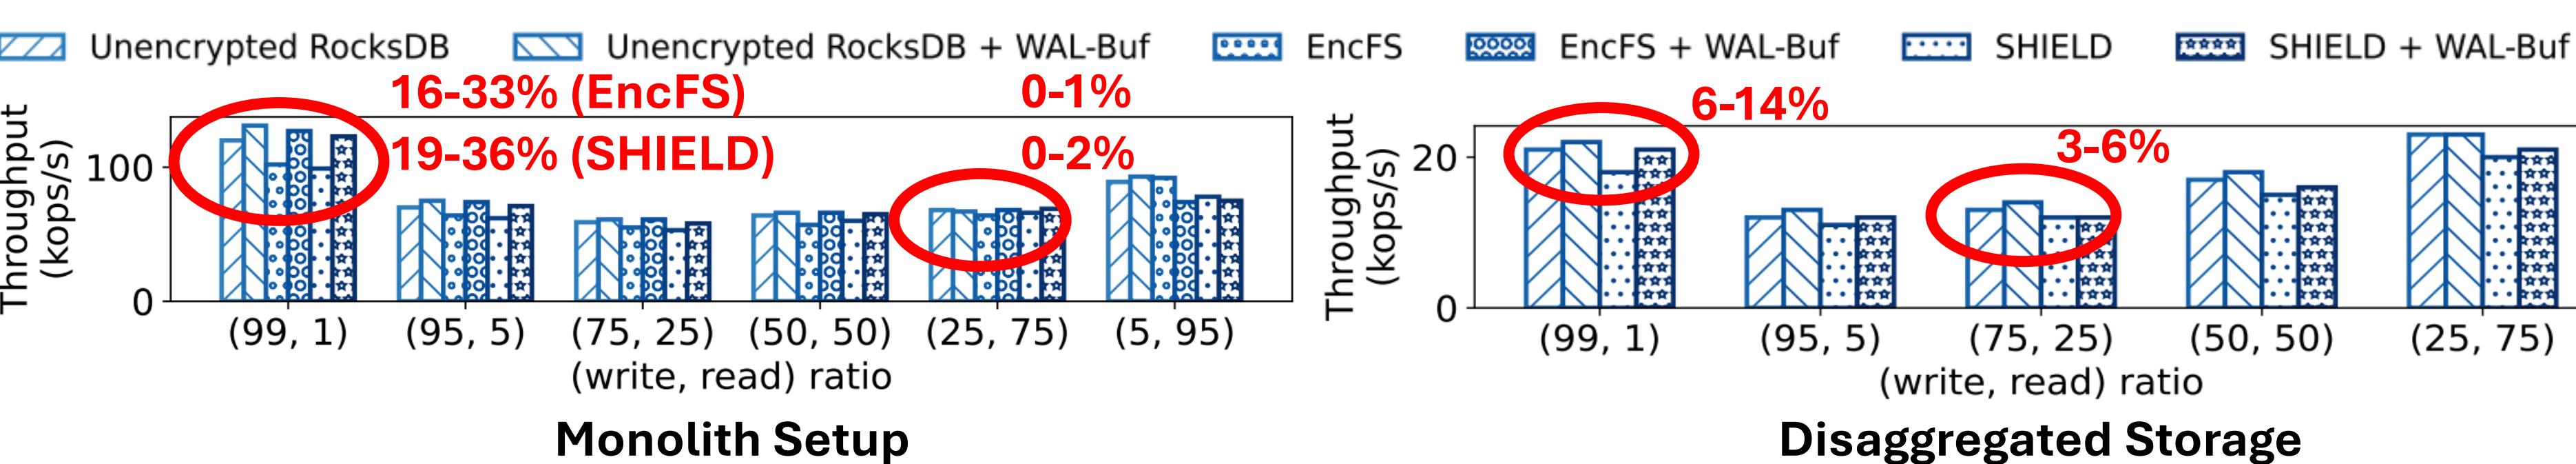 Unencrypted RocksDB Unencrypted RocksDB + WAL-Buf EncFS EncFS + WAL-Buf SHIELD SHIELD + WAL-Buf
16-33% (EncFS)
19-36% (SHIELD)
0-1%
0-2%
Throughput
(kops/s)
100
0
(99, 1) (95, 5) (75, 25) (50, 50) (25, 75) (5, 95)
(write, read) ratio
Monolith Setup
6-14%
3-6%
Throughput
(kops/s)
20
0
(99, 1) (95, 5) (75, 25) (50, 50) (25, 75)
(write, read) ratio
Disaggregated Storage